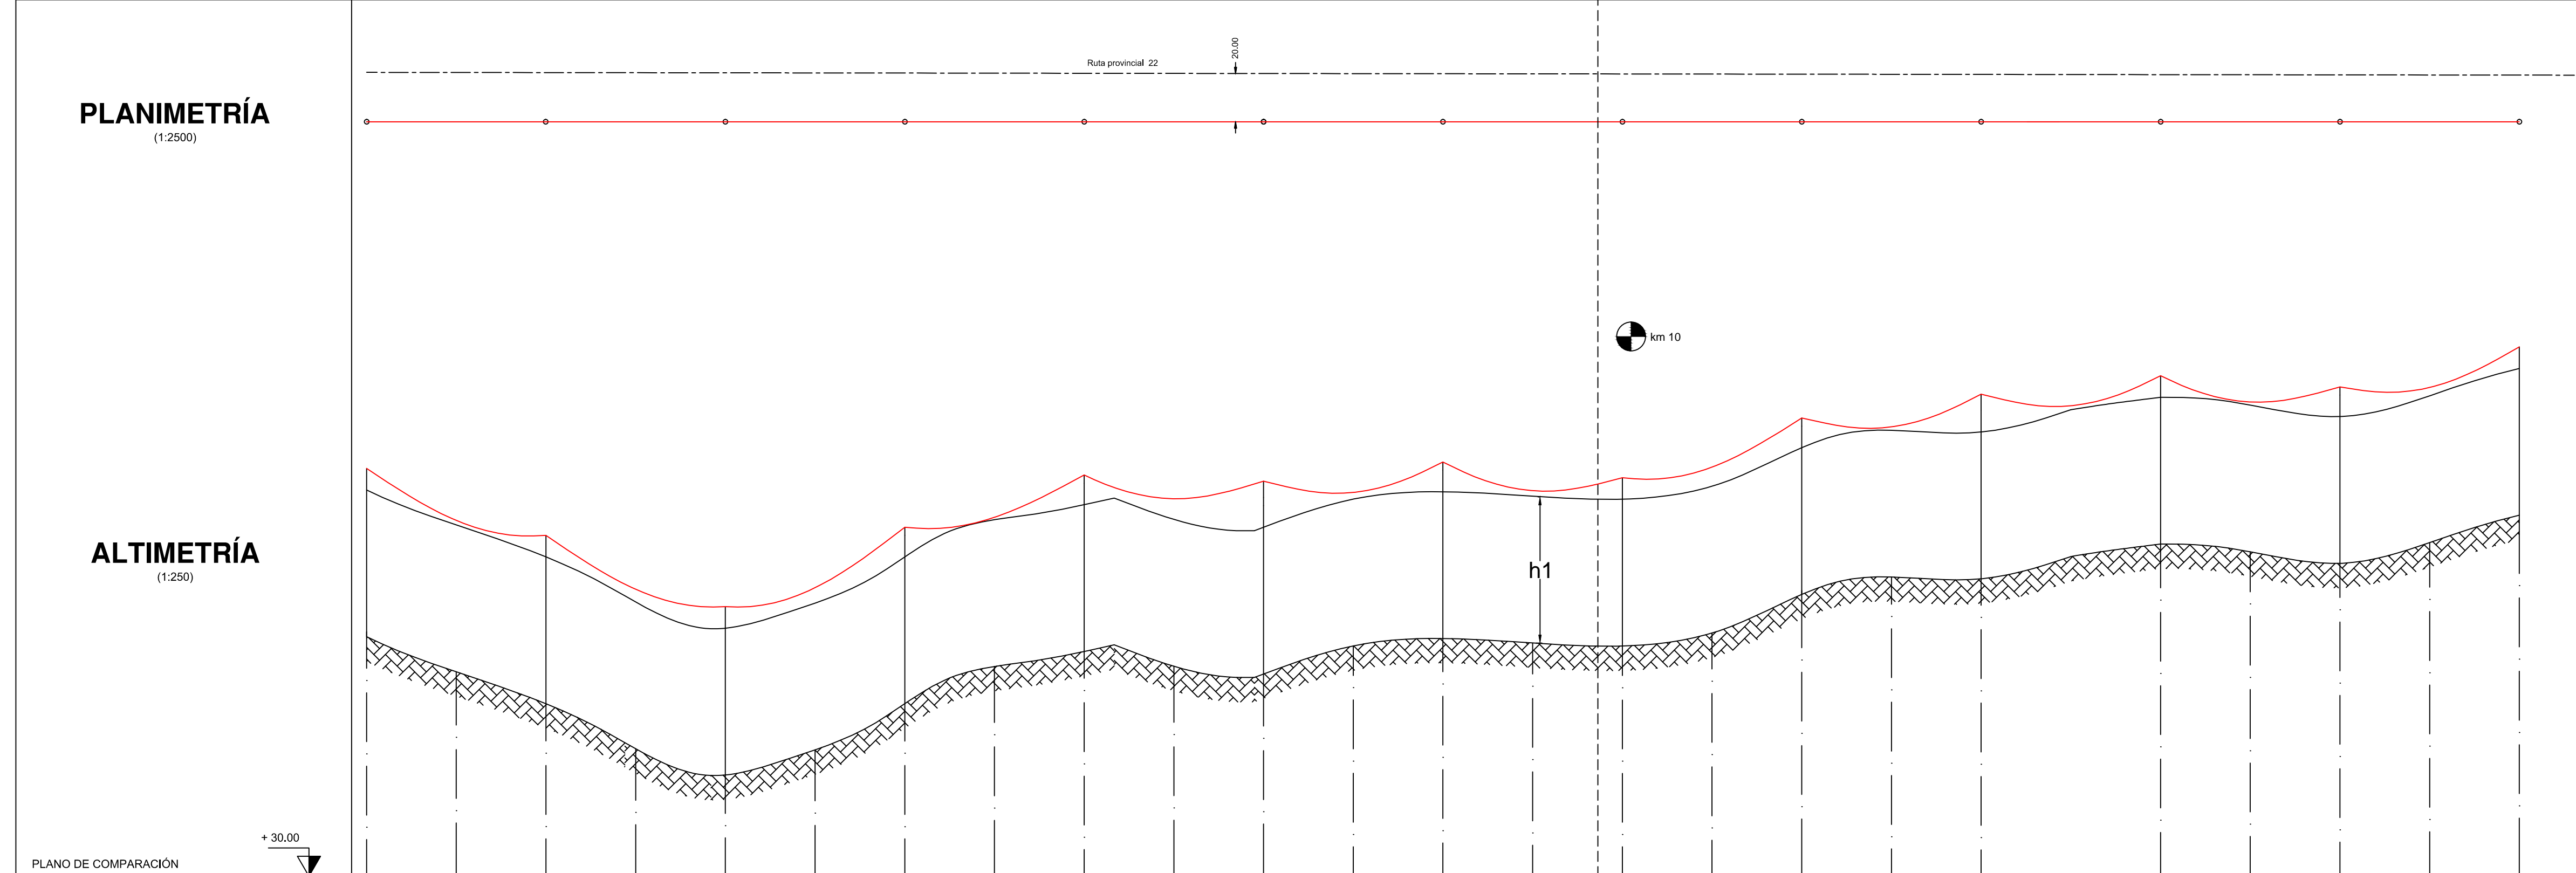 20.00
Ruta provincial 22
PLANIMETRÍA
(1:2500)
km 10
ALTIMETRÍA
(1:250)
h1
+ 30.00
PLANO DE COMPARACIÓN